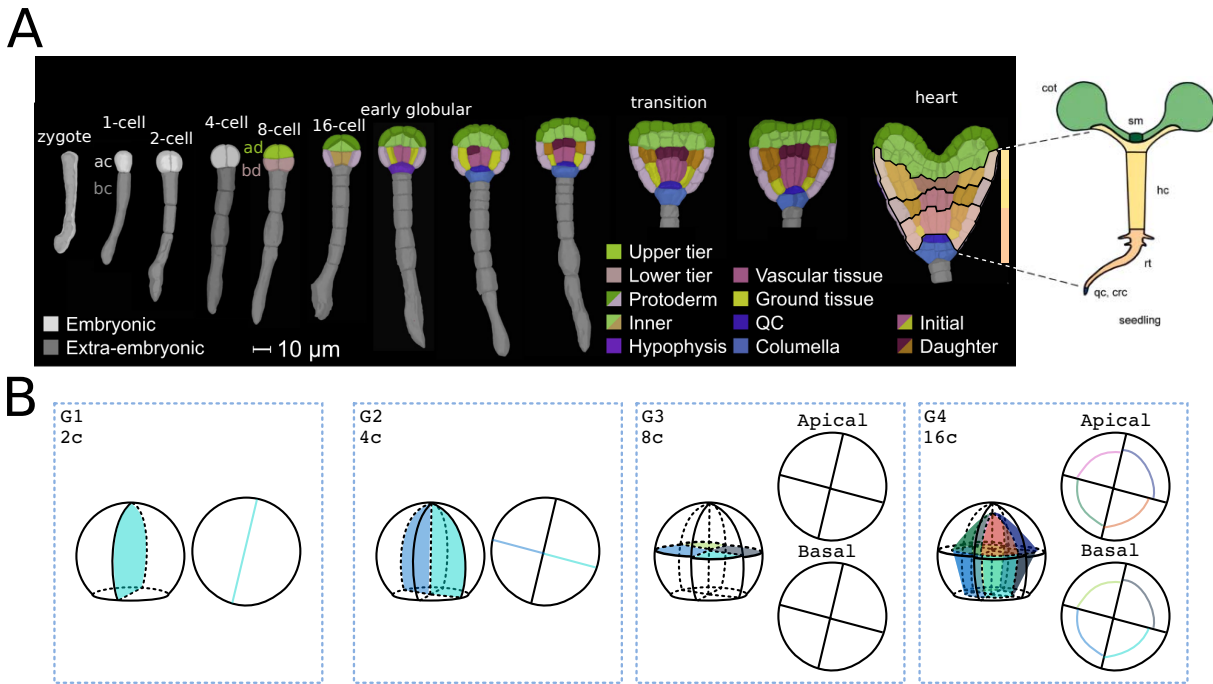 A
zygote
1-cell
2-cell
4-cell
8-cell
16-cell
early globular
transition
heart
ac
bc
ad
bd
Embryonic
Extra-embryonic
10 µm
Upper tier
Lower tier
Protoderm
Inner
Hypophysis
Vascular tissue
Ground tissue
QC
Columella
Initial
Daughter
cot
sm
hc
rt
qc, crc
seedling
B
G1
2c
G2
4c
G3
8c
Apical
Basal
G4
16c
Apical
Basal